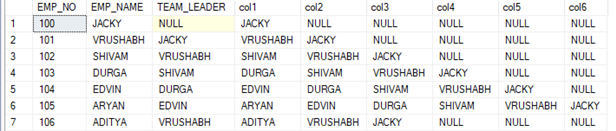 EMP_NO EMP_NAME TEAM_LEADER col1 col2 col3 col4 col5 col6
1 100 JACKY NULL JACKY NULL NULL NULL NULL NULL
2 101 VRUSHABH JACKY VRUSHABH JACKY NULL NULL NULL NULL
3 102 SHIVAM VRUSHABH SHIVAM VRUSHABH JACKY NULL NULL NULL
4 103 DURGA SHIVAM DURGA SHIVAM VRUSHABH JACKY NULL NULL
5 104 EDVIN DURGA EDVIN DURGA SHIVAM VRUSHABH JACKY NULL
6 105 ARYAN EDVIN ARYAN EDVIN DURGA SHIVAM VRUSHABH JACKY
7 106 ADITYA VRUSHABH ADITYA VRUSHABH JACKY NULL NULL NULL